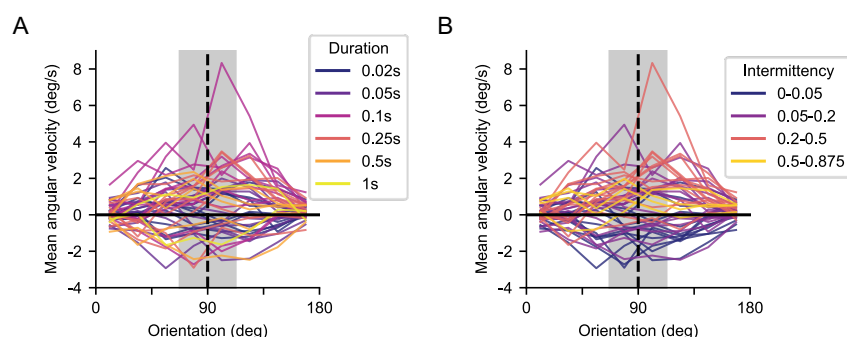 A
Mean angular velocity (deg/s)
8
6
4
2
0
-2
-4
0
90
180
Orientation (deg)
Duration
0.02s
0.05s
0.1s
0.25s
0.5s
1s
B
Mean angular velocity (deg/s)
8
6
4
2
0
-2
-4
0
90
180
Orientation (deg)
Intermittency
0-0.05
0.05-0.2
0.2-0.5
0.5-0.875